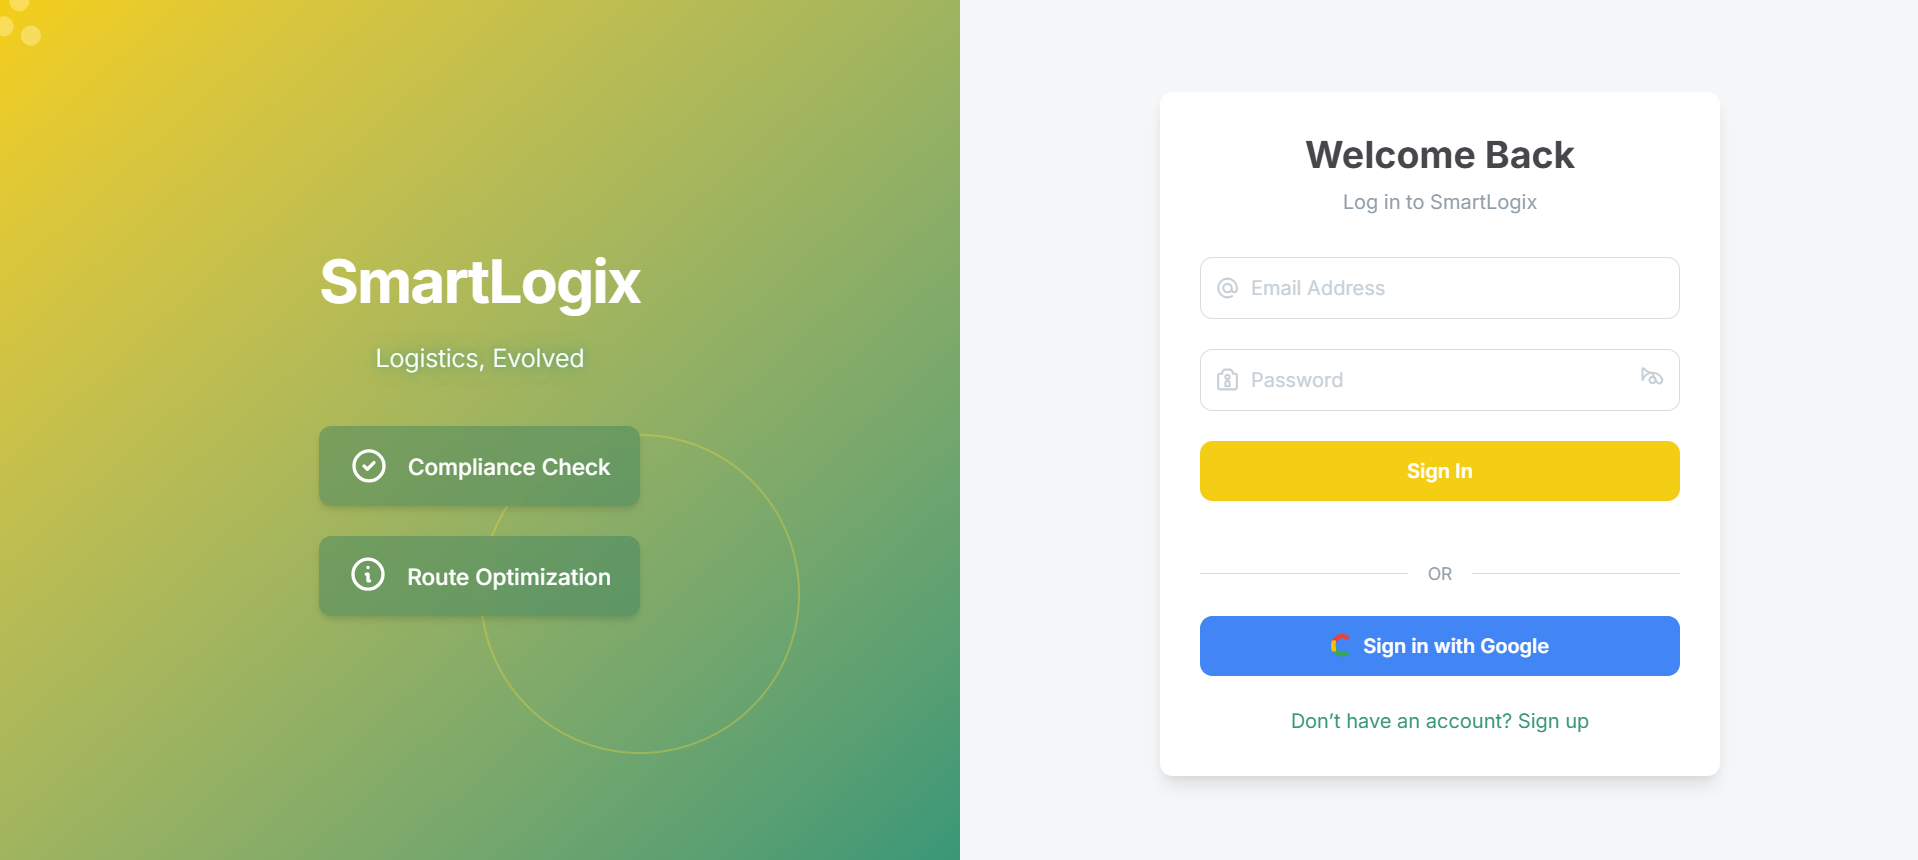 SmartLogix
Logistics, Evolved
Compliance Check
Route Optimization
Welcome Back
Log in to SmartLogix
Email Address
Password
Sign In
OR
Sign in with Google
Don’t have an account? Sign up